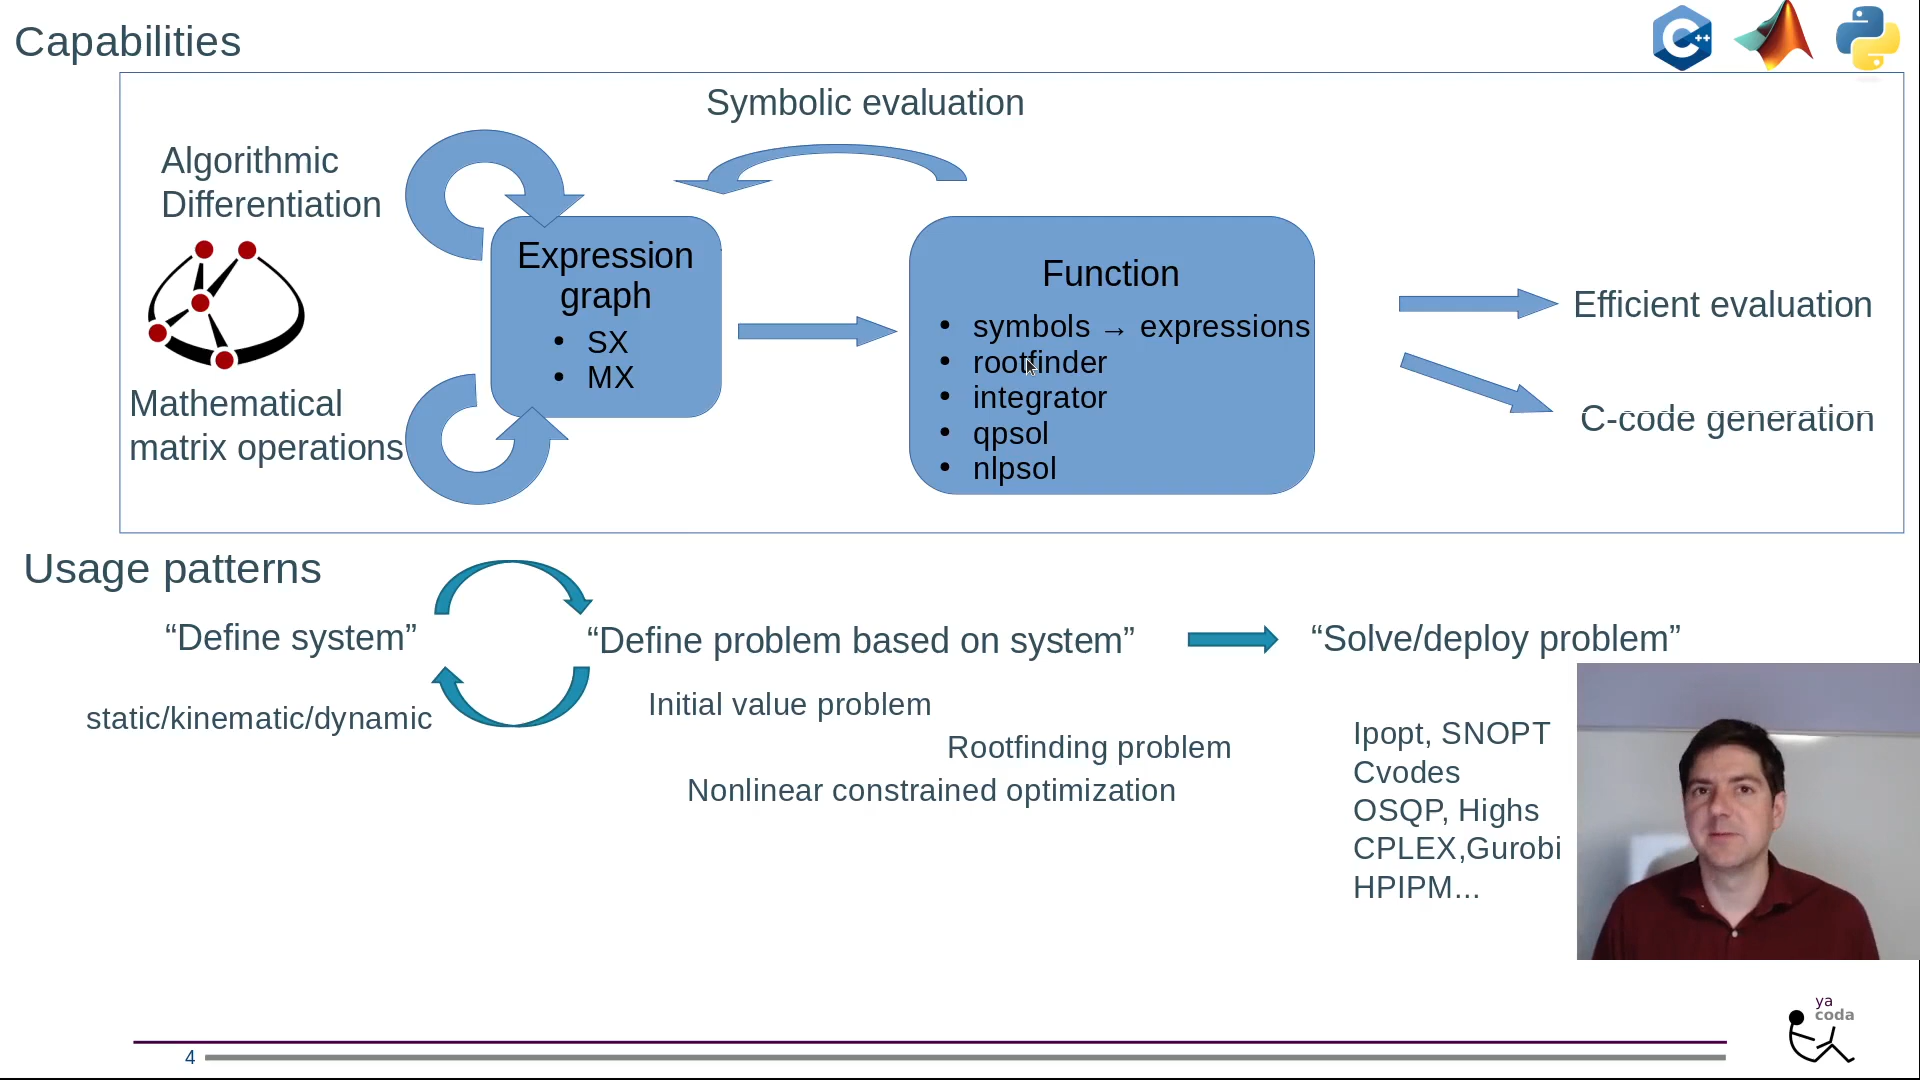 Capabilities
C++
Symbolic evaluation
Algorithmic
Differentiation
Expression
graph
• SX
• MX
Function
• symbols → expressions
• rootfinder
• integrator
• qpsol
• nlpsol
Efficient evaluation
C-code generation
Mathematical
matrix operations
Usage patterns
“Define system”
“Define problem based on system”
“Solve/deploy problem”
static/kinematic/dynamic
Initial value problem
Rootfinding problem
Nonlinear constrained optimization
Ipopt, SNOPT
Cvodes
OSQP, Highs
CPLEX,Gurobi
HPIPM...
ya
coda
4